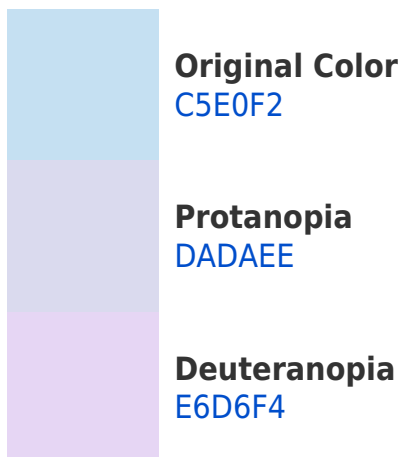 Original Color
C5E0F2
Protanopia
DADAEE
Deuteranopia
E6D6F4